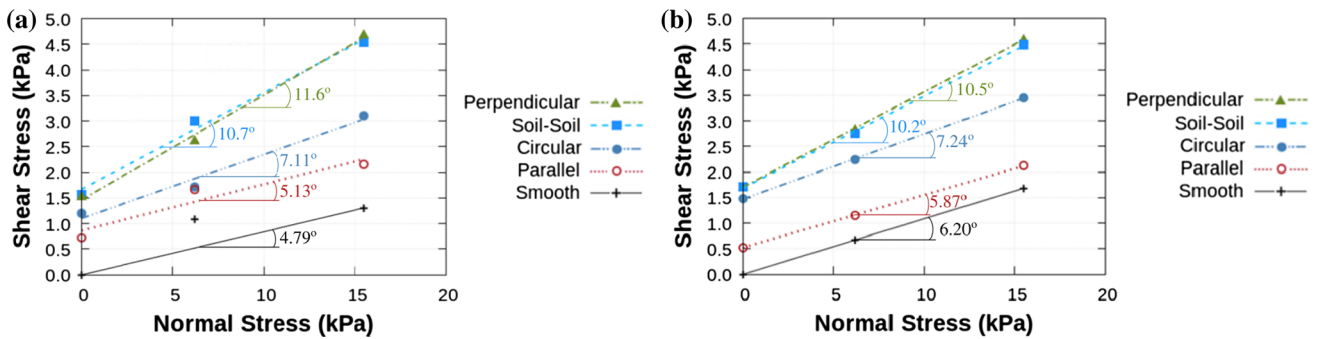 (a)
Shear Stress (kPa)
5.0
4.5
4.0
3.5
3.0
2.5
2.0
1.5
1.0
0.5
0.0
0 5 10 15 20
Normal Stress (kPa)
11.6º
10.7º
7.11º
5.13º
4.79º
Perpendicular
Soil-Soil
Circular
Parallel
Smooth
(b)
Shear Stress (kPa)
5.0
4.5
4.0
3.5
3.0
2.5
2.0
1.5
1.0
0.5
0.0
0 5 10 15 20
Normal Stress (kPa)
10.5º
10.2º
7.24º
5.87º
6.20º
Perpendicular
Soil-Soil
Circular
Parallel
Smooth